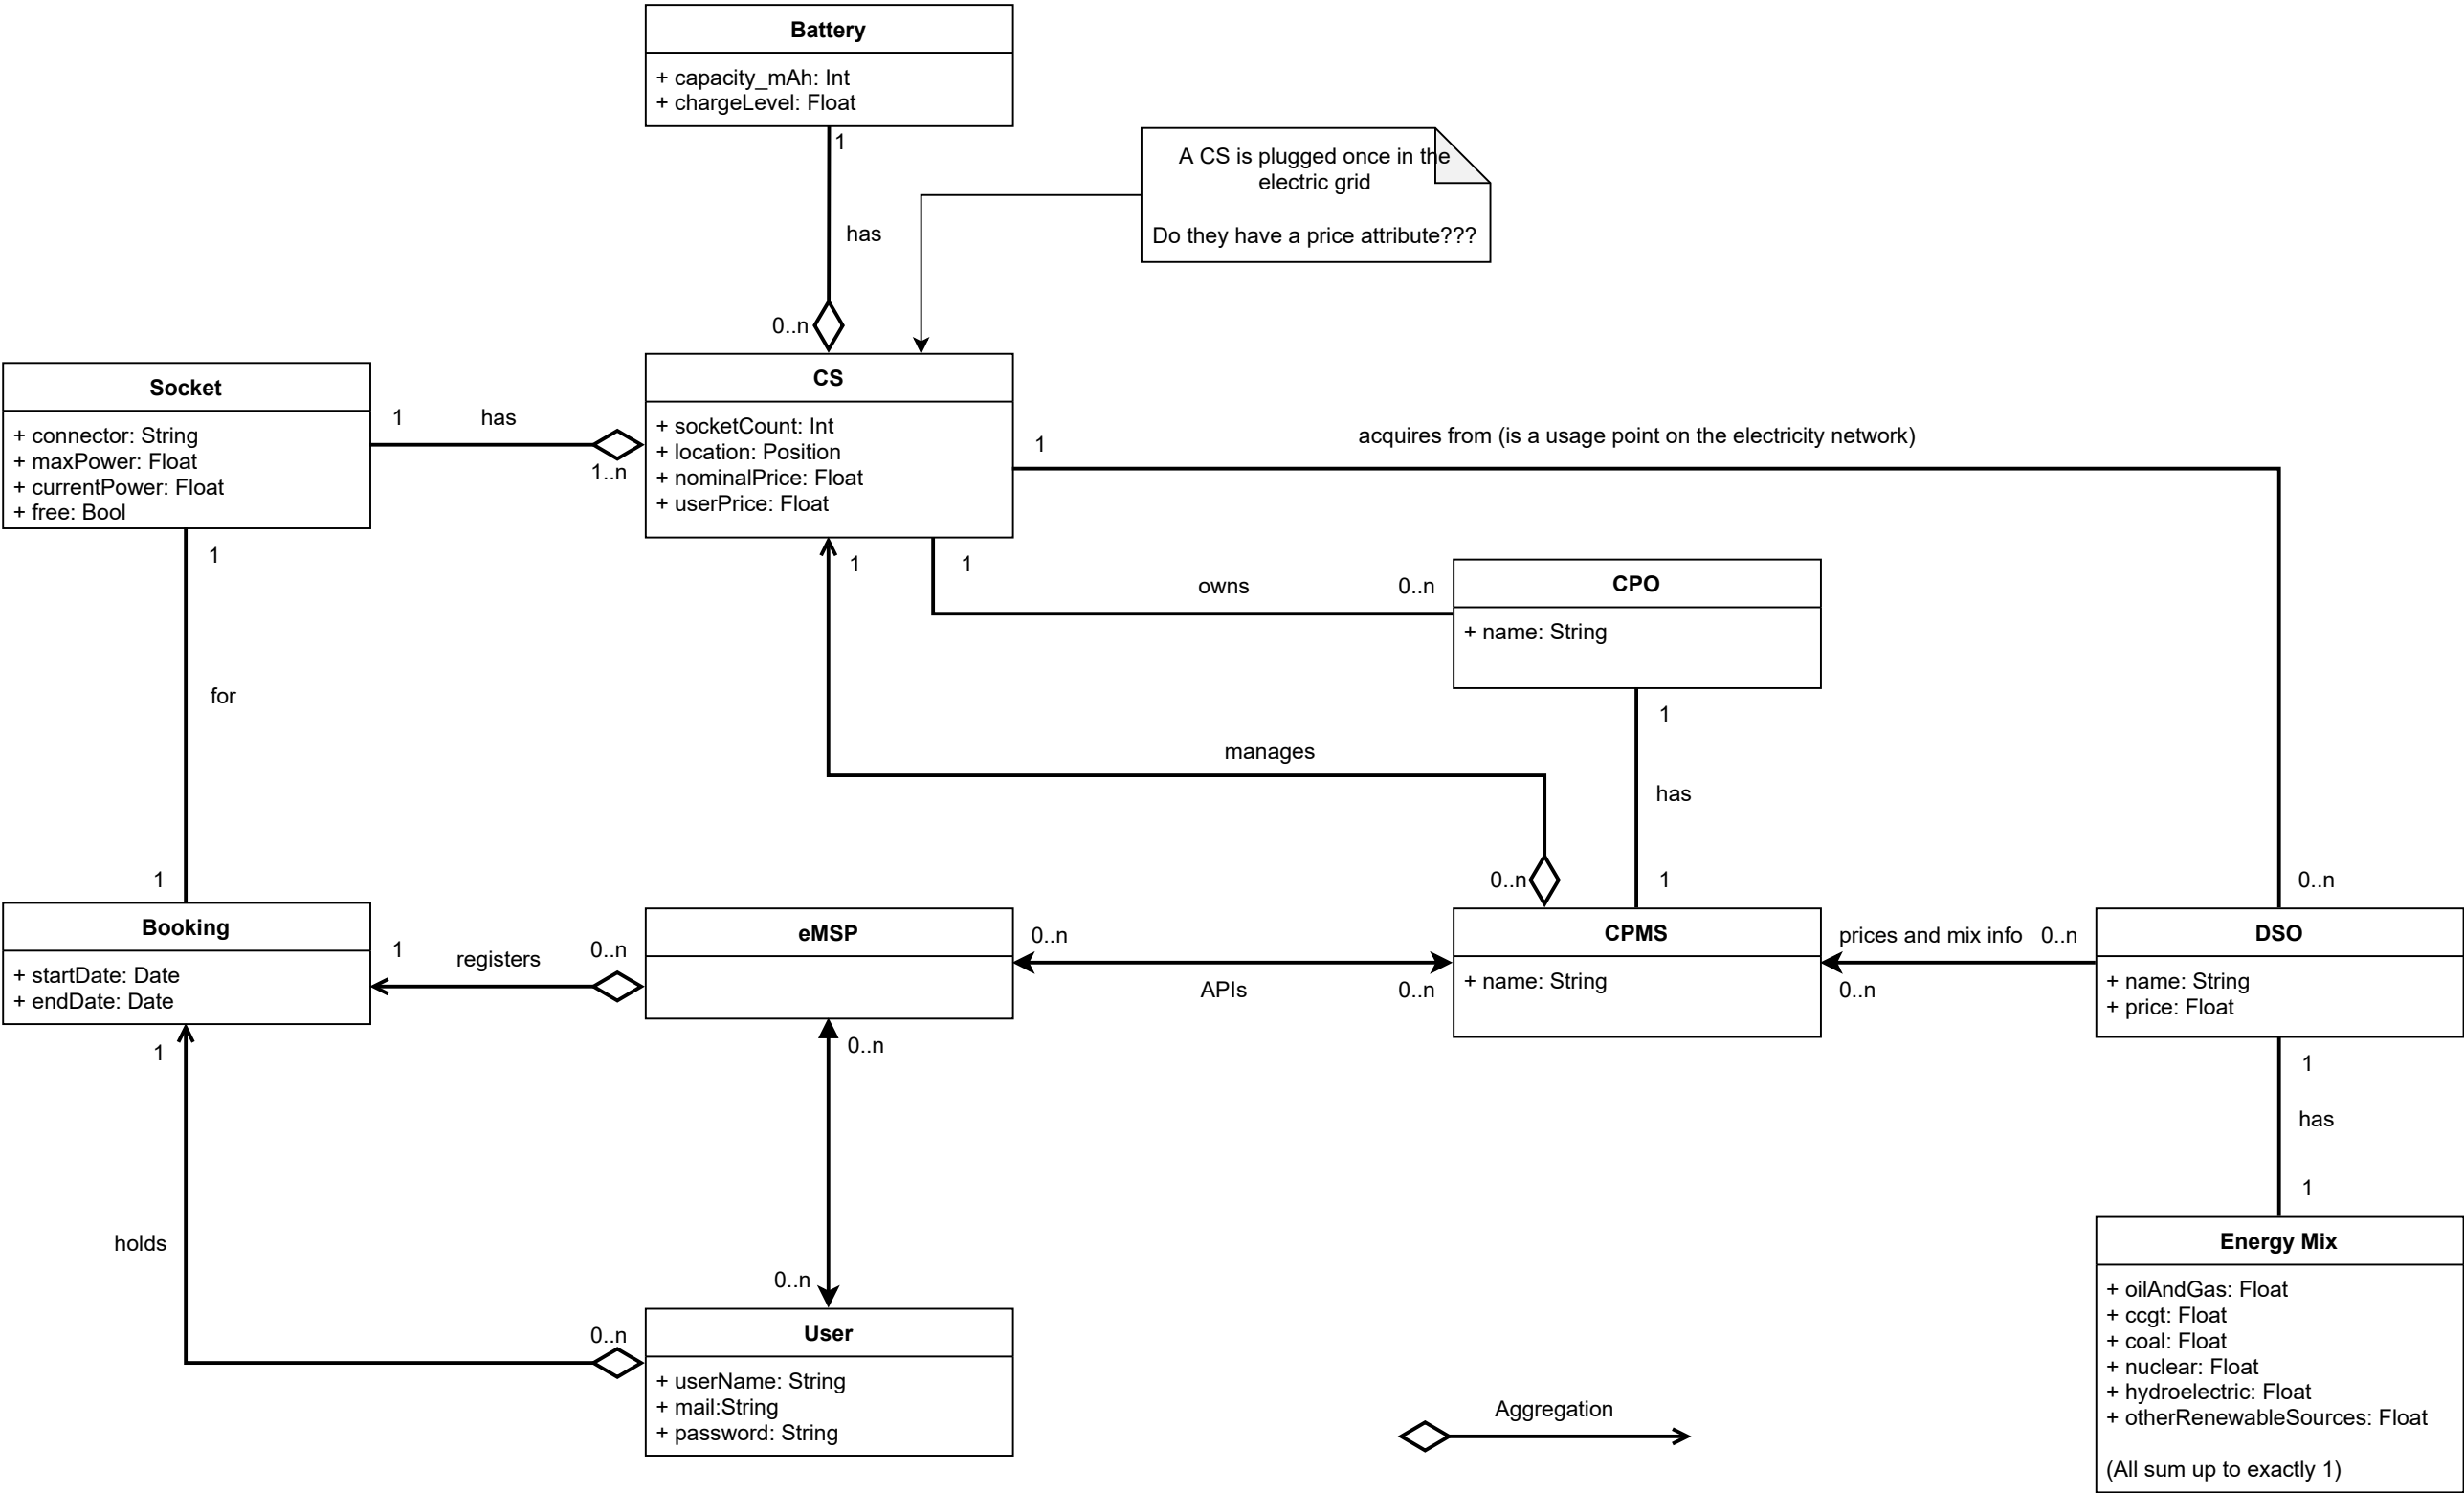 Battery
+ capacity_mAh: Int
+ chargeLevel: Float
1
has
0..n
A CS is plugged once in the
electric grid
Do they have a price attribute???
Socket
+ connector: String
+ maxPower: Float
+ currentPower: Float
+ free: Bool
1
has
1..n
CS
+ socketCount: Int
+ location: Position
+ nominalPrice: Float
+ userPrice: Float
1
acquires from (is a usage point on the electricity network)
0..n
1
owns
0..n
CPO
+ name: String
1
manages
0..n
1
has
1
1
for
1
Booking
+ startDate: Date
+ endDate: Date
1
registers
0..n
eMSP
0..n
APIs
0..n
CPMS
+ name: String
prices and mix info
0..n
0..n
DSO
+ name: String
+ price: Float
1
has
1
1
holds
0..n
0..n
0..n
User
+ userName: String
+ mail:String
+ password: String
Aggregation
Energy Mix
+ oilAndGas: Float
+ ccgt: Float
+ coal: Float
+ nuclear: Float
+ hydroelectric: Float
+ otherRenewableSources: Float
(All sum up to exactly 1)